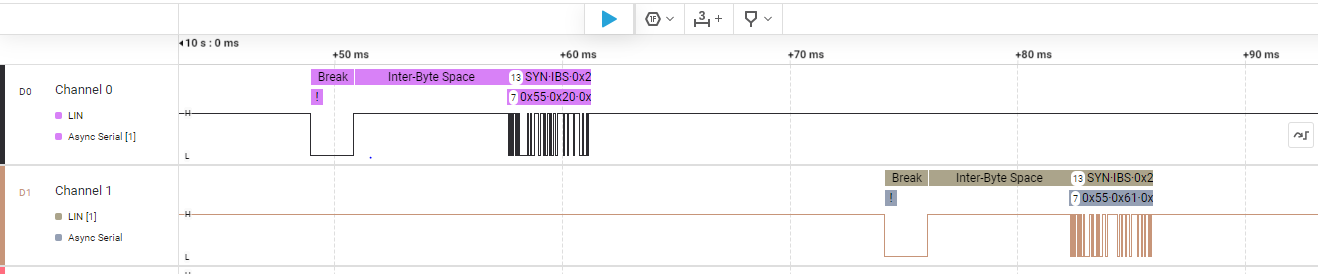 1F 3 +
10 s : 0 ms
+50 ms +60 ms +70 ms +80 ms +90 ms
D0 Channel 0
LIN
Async Serial [1]
H
L
Break Inter-Byte Space 13 SYN·IBS·0x2
! 7 0x55·0x20·0x
D1 Channel 1
LIN [1]
Async Serial
H
L
Break Inter-Byte Space 13 SYN·IBS·0x2
! 7 0x55·0x61·0x